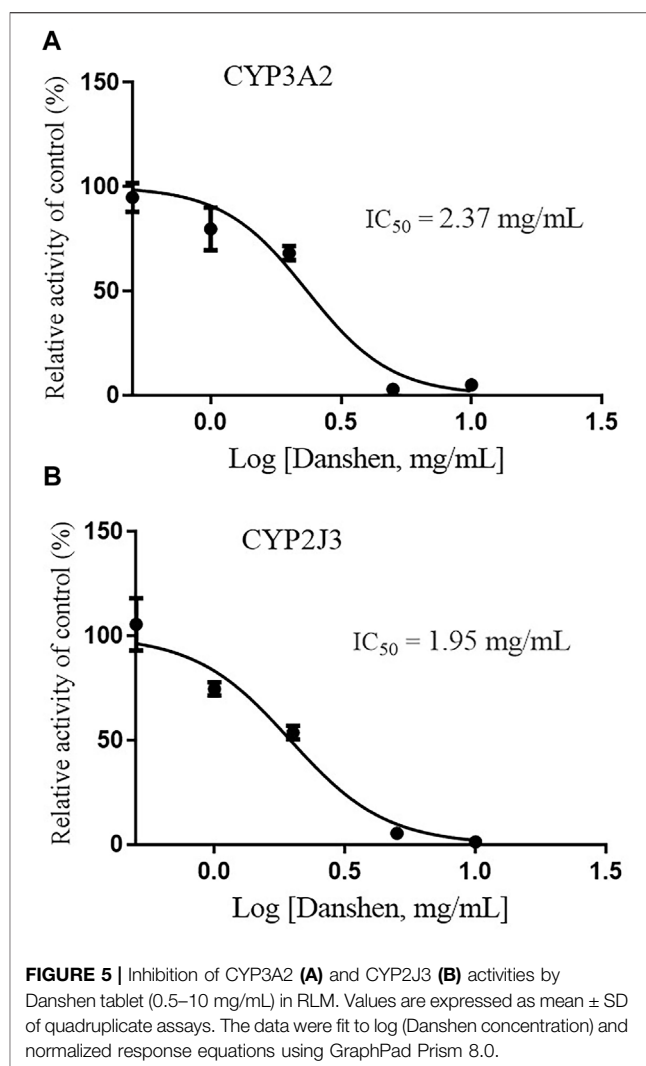 A
CYP3A2
Relative activity of control (%)
150
100
50
0
IC50 = 2.37 mg/mL
0.0 0.5 1.0 1.5
Log [Danshen, mg/mL]
B
CYP2J3
Relative activity of control (%)
150
100
50
0
IC50 = 1.95 mg/mL
0.0 0.5 1.0 1.5
Log [Danshen, mg/mL]
FIGURE 5 | Inhibition of CYP3A2 (A) and CYP2J3 (B) activities by
Danshen tablet (0.5–10 mg/mL) in RLM. Values are expressed as mean ± SD
of quadruplicate assays. The data were fit to log (Danshen concentration) and
normalized response equations using GraphPad Prism 8.0.